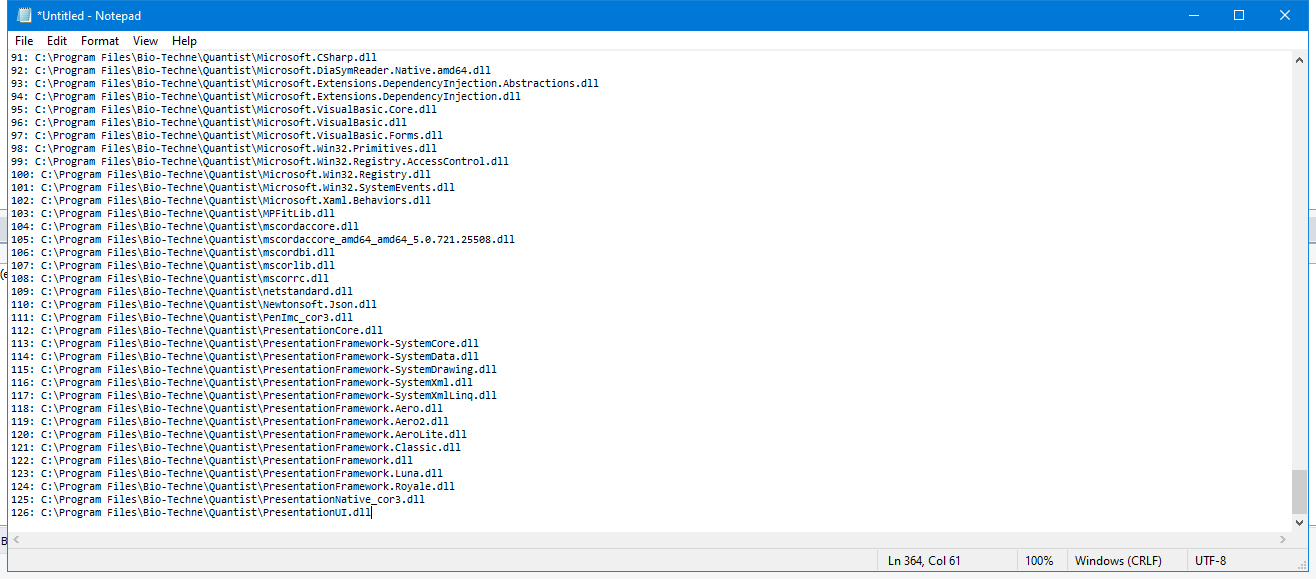 *Untitled - Notepad
File Edit Format View Help
91: C:\Program Files\Bio-Techne\Quantist\Microsoft.CSharp.dll
92: C:\Program Files\Bio-Techne\Quantist\Microsoft.DiaSymReader.Native.amd64.dll
93: C:\Program Files\Bio-Techne\Quantist\Microsoft.Extensions.DependencyInjection.Abstractions.dll
94: C:\Program Files\Bio-Techne\Quantist\Microsoft.Extensions.DependencyInjection.dll
95: C:\Program Files\Bio-Techne\Quantist\Microsoft.VisualBasic.Core.dll
96: C:\Program Files\Bio-Techne\Quantist\Microsoft.VisualBasic.dll
97: C:\Program Files\Bio-Techne\Quantist\Microsoft.VisualBasic.Forms.dll
98: C:\Program Files\Bio-Techne\Quantist\Microsoft.Win32.Primitives.dll
99: C:\Program Files\Bio-Techne\Quantist\Microsoft.Win32.Registry.AccessControl.dll
100: C:\Program Files\Bio-Techne\Quantist\Microsoft.Win32.Registry.dll
101: C:\Program Files\Bio-Techne\Quantist\Microsoft.Win32.SystemEvents.dll
102: C:\Program Files\Bio-Techne\Quantist\Microsoft.Xaml.Behaviors.dll
103: C:\Program Files\Bio-Techne\Quantist\MPFitLib.dll
104: C:\Program Files\Bio-Techne\Quantist\mscordaccore.dll
105: C:\Program Files\Bio-Techne\Quantist\mscordaccore_amd64_amd64_5.0.721.25508.dll
106: C:\Program Files\Bio-Techne\Quantist\mscordbi.dll
107: C:\Program Files\Bio-Techne\Quantist\mscorlib.dll
108: C:\Program Files\Bio-Techne\Quantist\mscorrc.dll
109: C:\Program Files\Bio-Techne\Quantist\netstandard.dll
110: C:\Program Files\Bio-Techne\Quantist\Newtonsoft.Json.dll
111: C:\Program Files\Bio-Techne\Quantist\PenImc_cor3.dll
112: C:\Program Files\Bio-Techne\Quantist\PresentationCore.dll
113: C:\Program Files\Bio-Techne\Quantist\PresentationFramework-SystemCore.dll
114: C:\Program Files\Bio-Techne\Quantist\PresentationFramework-SystemData.dll
115: C:\Program Files\Bio-Techne\Quantist\PresentationFramework-SystemDrawing.dll
116: C:\Program Files\Bio-Techne\Quantist\PresentationFramework-SystemXml.dll
117: C:\Program Files\Bio-Techne\Quantist\PresentationFramework-SystemXmlLinq.dll
118: C:\Program Files\Bio-Techne\Quantist\PresentationFramework.Aero.dll
119: C:\Program Files\Bio-Techne\Quantist\PresentationFramework.Aero2.dll
120: C:\Program Files\Bio-Techne\Quantist\PresentationFramework.AeroLite.dll
121: C:\Program Files\Bio-Techne\Quantist\PresentationFramework.Classic.dll
122: C:\Program Files\Bio-Techne\Quantist\PresentationFramework.dll
123: C:\Program Files\Bio-Techne\Quantist\PresentationFramework.Luna.dll
124: C:\Program Files\Bio-Techne\Quantist\PresentationFramework.Royale.dll
125: C:\Program Files\Bio-Techne\Quantist\PresentationNative_cor3.dll
126: C:\Program Files\Bio-Techne\Quantist\PresentationUI.dll
Ln 364, Col 61 100% Windows (CRLF) UTF-8